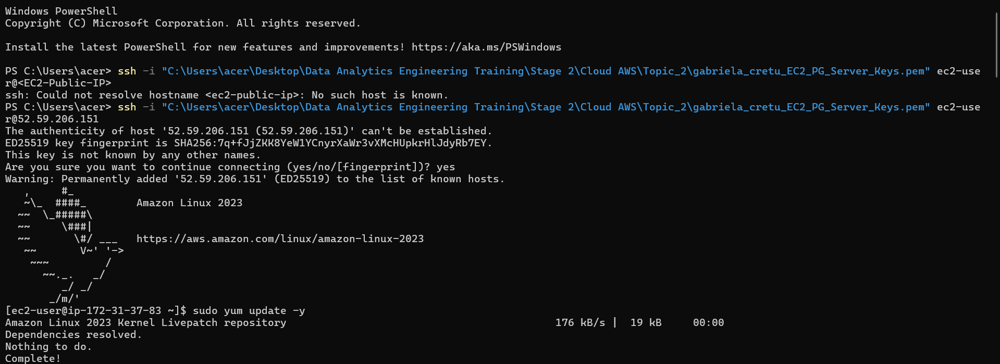 Windows PowerShell
Copyright (C) Microsoft Corporation. All rights reserved.

Install the latest PowerShell for new features and improvements! https://aka.ms/PSWindows

PS C:\Users\acer> ssh -i "C:\Users\acer\Desktop\Data Analytics Engineering Training\Stage 2\Cloud AWS\Topic_2\gabriela_cretu_EC2_PG_Server_Keys.pem" ec2-use
r@<EC2-Public-IP>
ssh: Could not resolve hostname <ec2-public-ip>: No such host is known.
PS C:\Users\acer> ssh -i "C:\Users\acer\Desktop\Data Analytics Engineering Training\Stage 2\Cloud AWS\Topic_2\gabriela_cretu_EC2_PG_Server_Keys.pem" ec2-use
r@52.59.206.151
The authenticity of host '52.59.206.151 (52.59.206.151)' can't be established.
ED25519 key fingerprint is SHA256:7q+fJjZKK8YeW1YCnyrXaWr3vXMcHUpkrHlJdyRb7EY.
This key is not known by any other names.
Are you sure you want to continue connecting (yes/no/[fingerprint])? yes
Warning: Permanently added '52.59.206.151' (ED25519) to the list of known hosts.
   ,     #_
   ~\_  ####_        Amazon Linux 2023
  ~~  \_#####\
  ~~     \###|
  ~~       \#/ ___   https://aws.amazon.com/linux/amazon-linux-2023
   ~~       V~' '->
    ~~~         /
      ~~._.   _/
         _/ _/
       _/m/'
[ec2-user@ip-172-31-37-83 ~]$ sudo yum update -y
Amazon Linux 2023 Kernel Livepatch repository                                           176 kB/s |  19 kB     00:00
Dependencies resolved.
Nothing to do.
Complete!